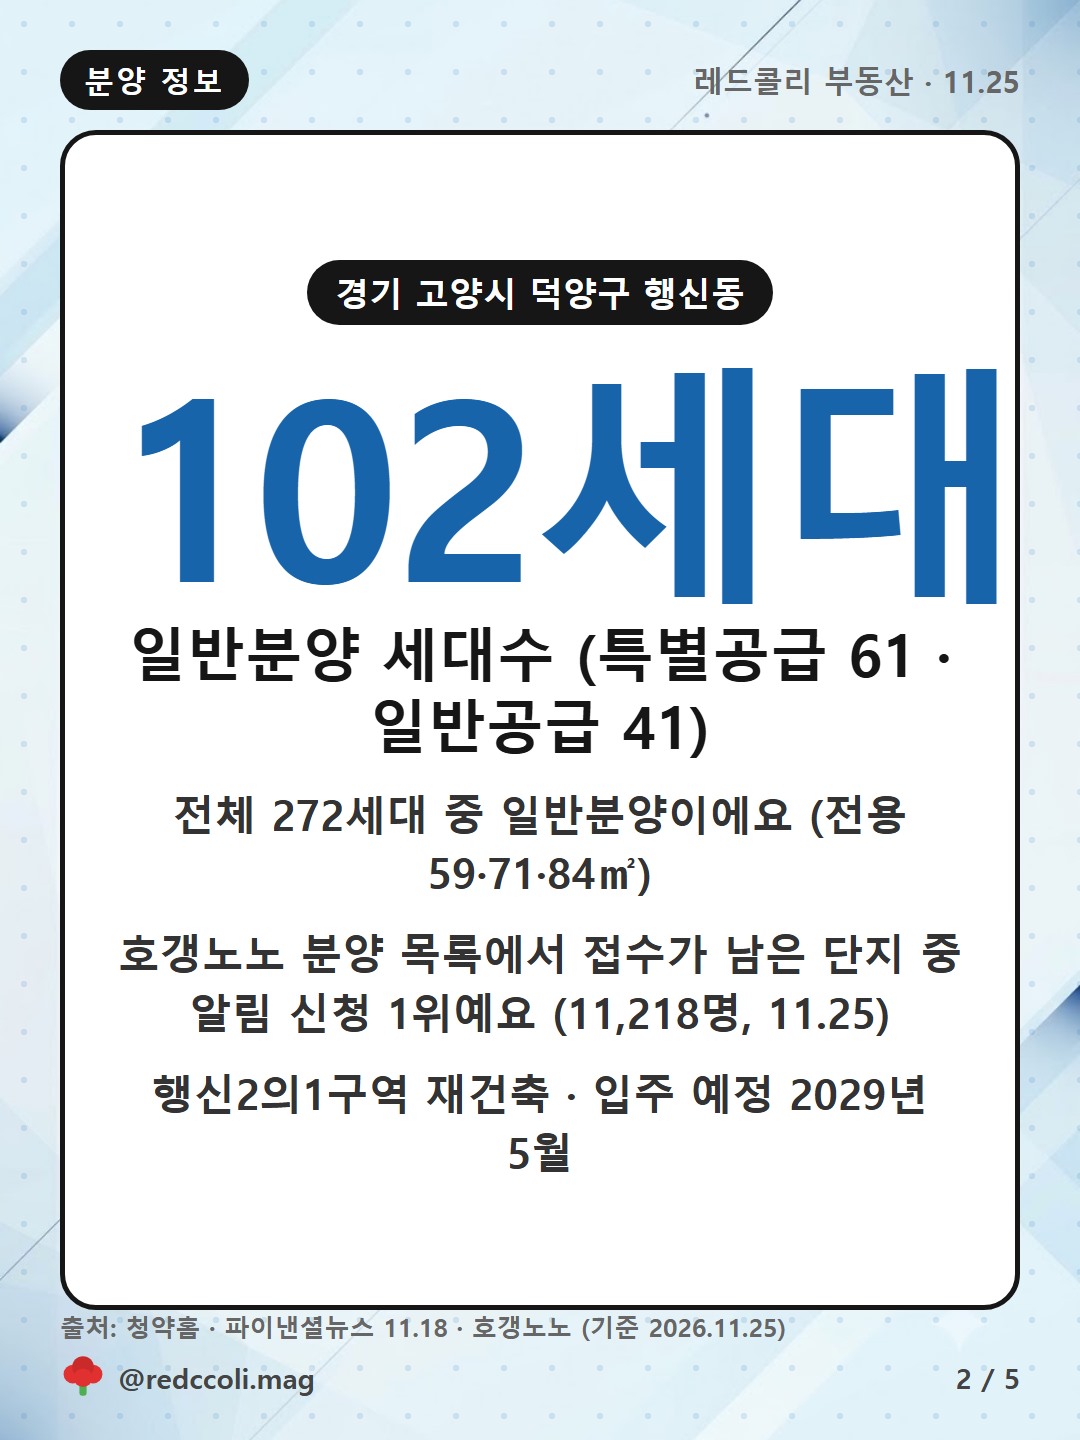 분양 정보
레드콜리 부동산 · 11.25
경기 고양시 덕양구 행신동
102세대
일반분양 세대수 (특별공급 61 ·
일반공급 41)
전체 272세대 중 일반분양이에요 (전용
59·71·84㎡)
호갱노노 분양 목록에서 접수가 남은 단지 중
알림 신청 1위예요 (11,218명, 11.25)
행신2의1구역 재건축 · 입주 예정 2029년
5월
출처: 청약홈 · 파이낸셜뉴스 11.18 · 호갱노노 (기준 2026.11.25)
@redccoli.mag
2 / 5